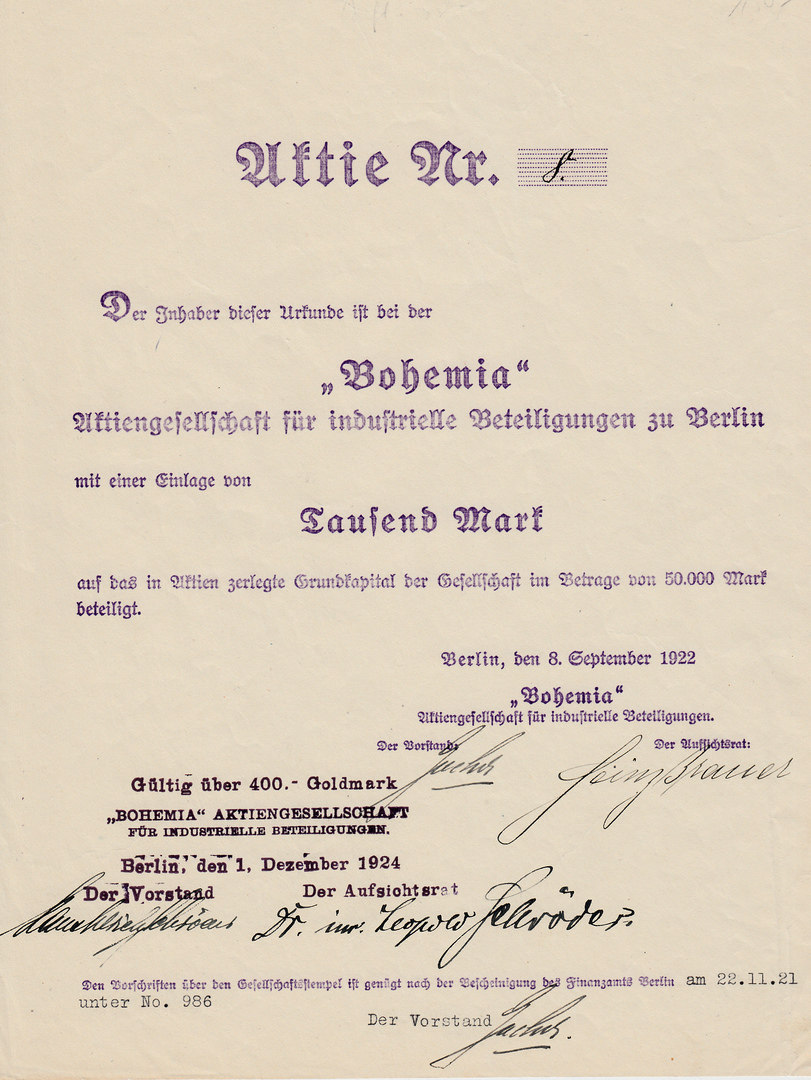 Aktie Nr. 8.
Der Inhaber dieser Urkunde ist bei der
„Bohemia“
Aktiengesellschaft für industrielle Beteiligungen zu Berlin
mit einer Einlage von
Tausend Mark
auf das in Aktien zerlegte Grundkapital der Gesellschaft im Betrage von 50.000 Mark
beteiligt.
Berlin, den 8. September 1922
„Bohemia“
Aktiengesellschaft für industrielle Beteiligungen.
Der Vorstand: Der Aufsichtsrat:
Heinz Brauer
Gültig über 400.- Goldmark
„BOHEMIA“ AKTIENGESELLSCHAFT
FÜR INDUSTRIELLE BETEILIGUNGEN.
Berlin, den 1. Dezember 1924
Der Vorstand Der Aufsichtsrat
Dr. iur. Leopold Schröder.
Den Vorschriften über den Gesellschaftsstempel ist genügt nach der Bescheinigung des Finanzamts Berlin am 22.11.21
unter No. 986
Der Vorstand